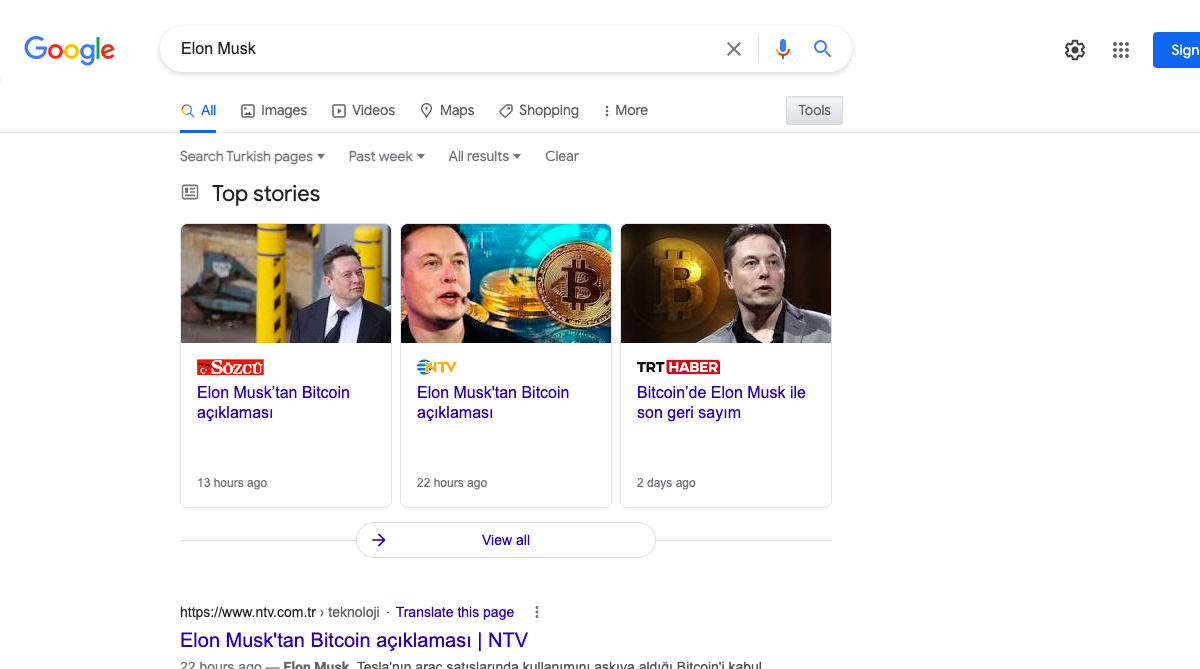 Google
Elon Musk
Sign
All
Images
Videos
Maps
Shopping
More
Tools
Search Turkish pages
Past week
All results
Clear
Top stories
Sözcü
Elon Musk’tan Bitcoin
açıklaması
13 hours ago
NTV
Elon Musk'tan Bitcoin
açıklaması
22 hours ago
TRT HABER
Bitcoin’de Elon Musk ile
son geri sayım
2 days ago
View all
https://www.ntv.com.tr › teknoloji · Translate this page
Elon Musk'tan Bitcoin açıklaması | NTV
22 hours ago — Elon Musk, Tesla'nın araç satışlarında kullanımını askıya aldığı Bitcoin'i kabul